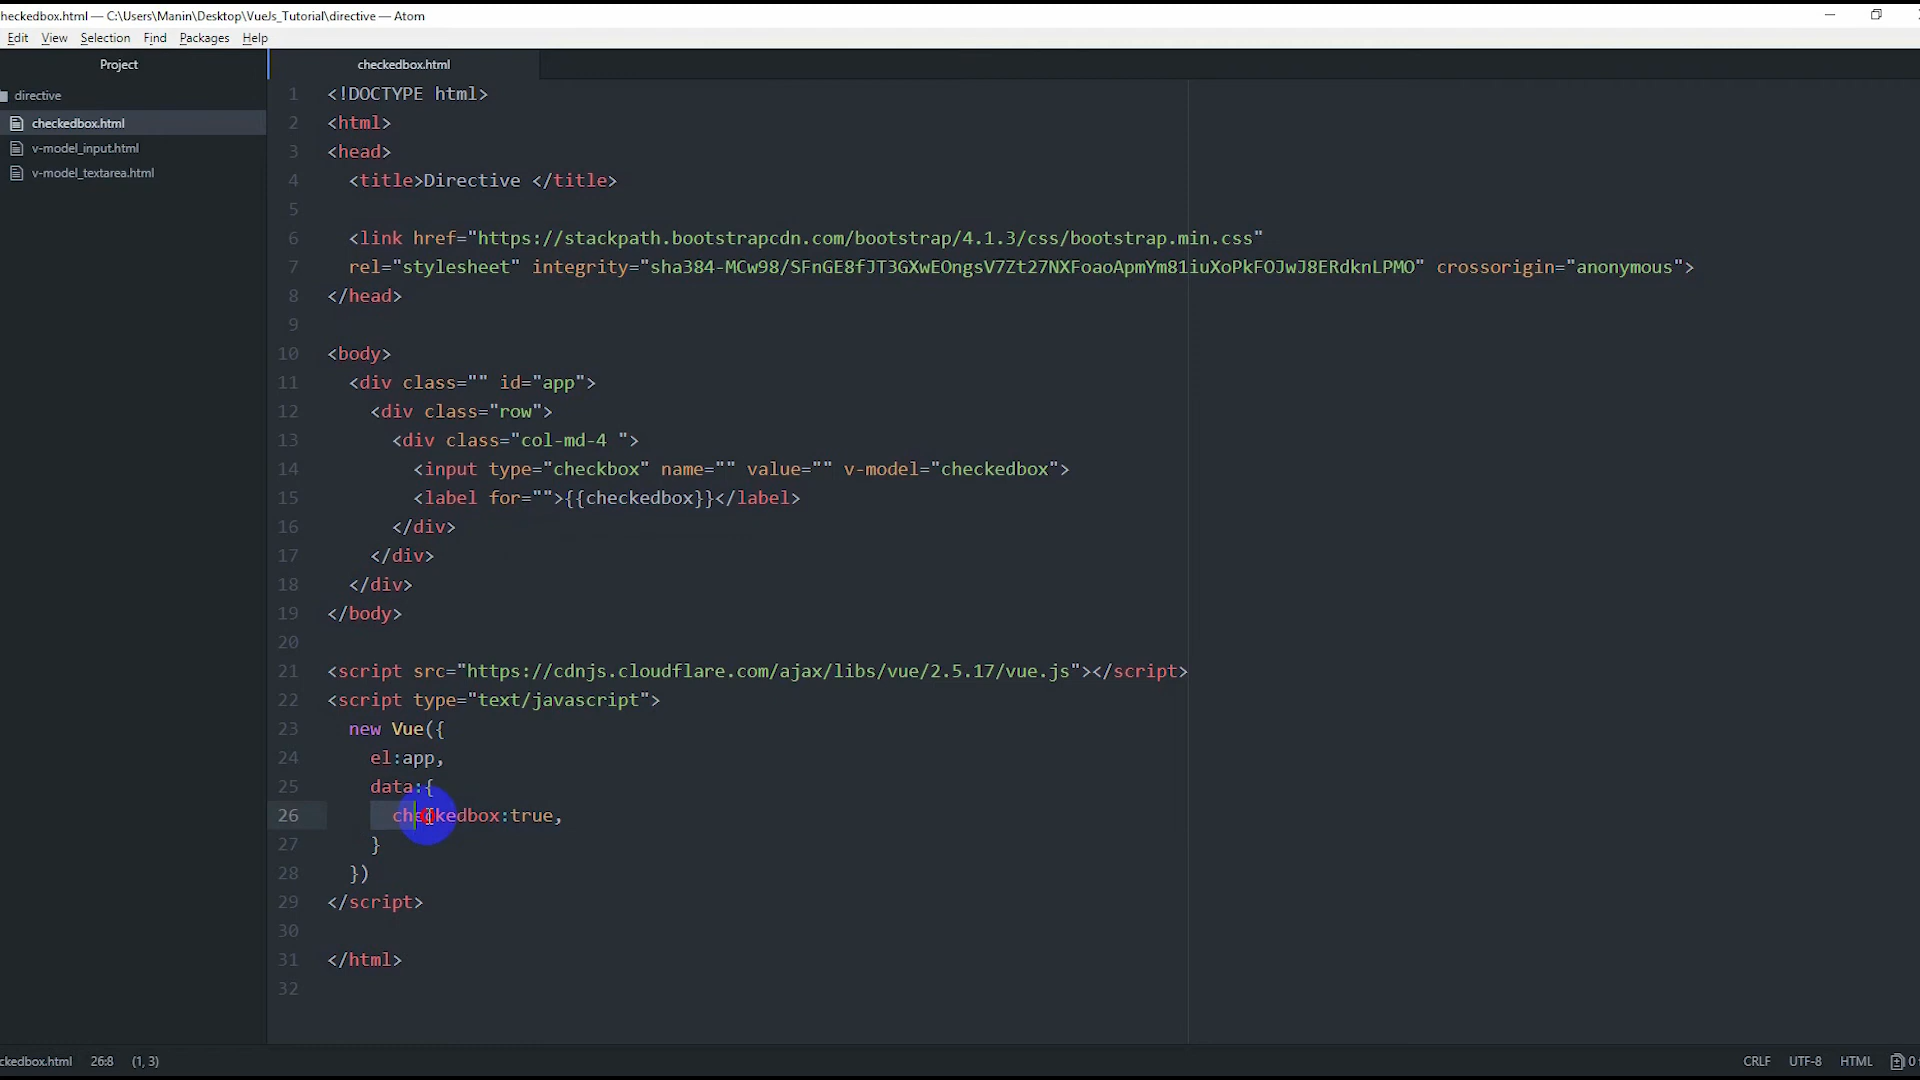 heckedbox.html — C:\Users\Manin\Desktop\VueJs_Tutorial\directive — Atom
Edit View Selection Find Packages Help
Project
directive
checkedbox.html
v-model_input.html
v-model_textarea.html
checkedbox.html
1 <!DOCTYPE html>
2 <html>
3 <head>
4 <title>Directive </title>
5
6 <link href="https://stackpath.bootstrapcdn.com/bootstrap/4.1.3/css/bootstrap.min.css"
7 rel="stylesheet" integrity="sha384-MCw98/SFnGE8fJT3GXwEOngsV7Zt27NXFoaoApmYm81iuXoPkFOJwJ8ERdknLPMO" crossorigin="anonymous">
8 </head>
9
10 <body>
11 <div class="" id="app">
12 <div class="row">
13 <div class="col-md-4 ">
14 <input type="checkbox" name="" value="" v-model="checkedbox">
15 <label for="">{{checkedbox}}</label>
16 </div>
17 </div>
18 </div>
19 </body>
20
21 <script src="https://cdnjs.cloudflare.com/ajax/libs/vue/2.5.17/vue.js"></script>
22 <script type="text/javascript">
23 new Vue({
24 el:app,
25 data:{
26 checkedbox:true,
27 }
28 })
29 </script>
30
31 </html>
32
ckedbox.html 26:8 (1, 3)
CRLF UTF-8 HTML 0